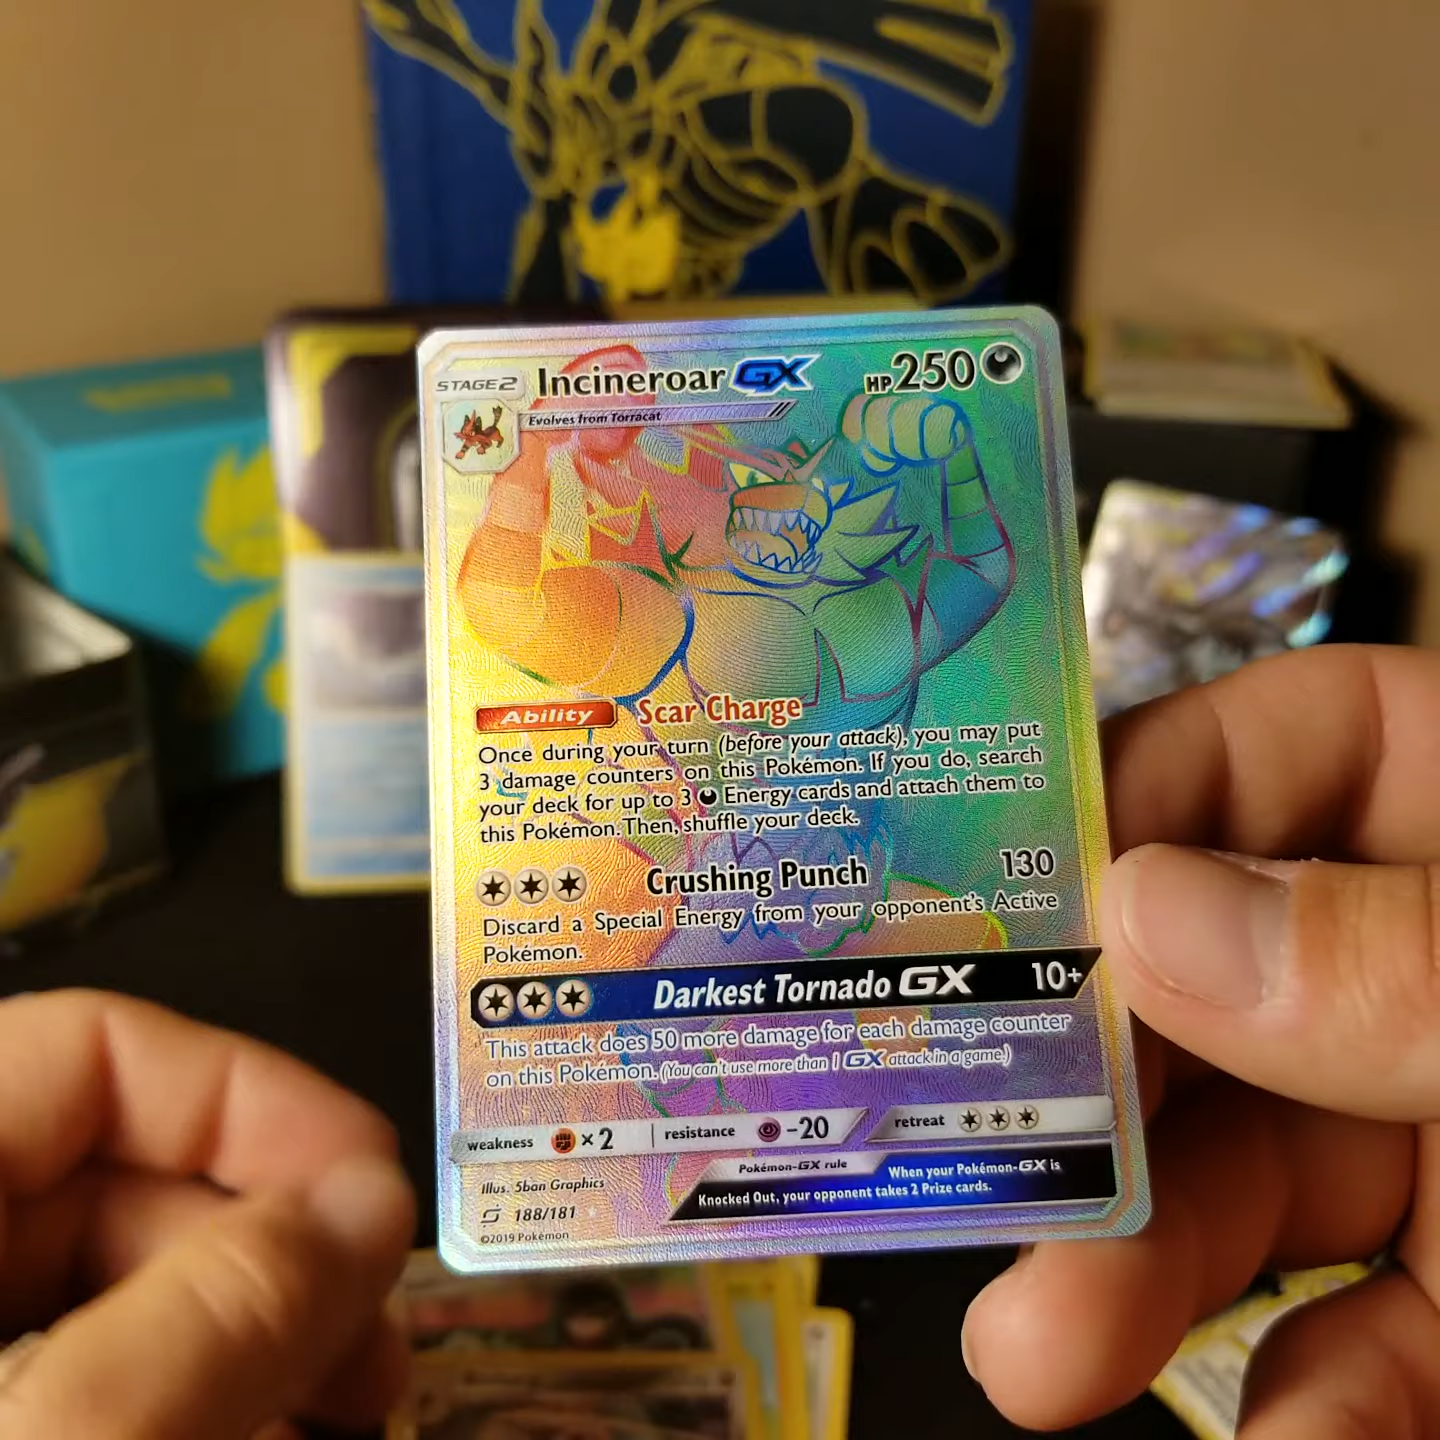 STAGE 2 Incineroar GX HP 250
Evolves from Torracat
Ability Scar Charge
Once during your turn (before your attack), you may put
3 damage counters on this Pokémon. If you do, search
your deck for up to 3 Energy cards and attach them to
this Pokémon. Then, shuffle your deck.
Crushing Punch 130
Discard a Special Energy from your opponent's Active
Pokémon.
Darkest Tornado GX 10+
This attack does 50 more damage for each damage counter
on this Pokémon. (You can't use more than 1 GX attack in a game.)
weakness ×2 resistance -20 retreat
Pokémon-GX rule When your Pokémon-GX is
Knocked Out, your opponent takes 2 Prize cards.
Illus. 5ban Graphics
188/181
©2019 Pokémon